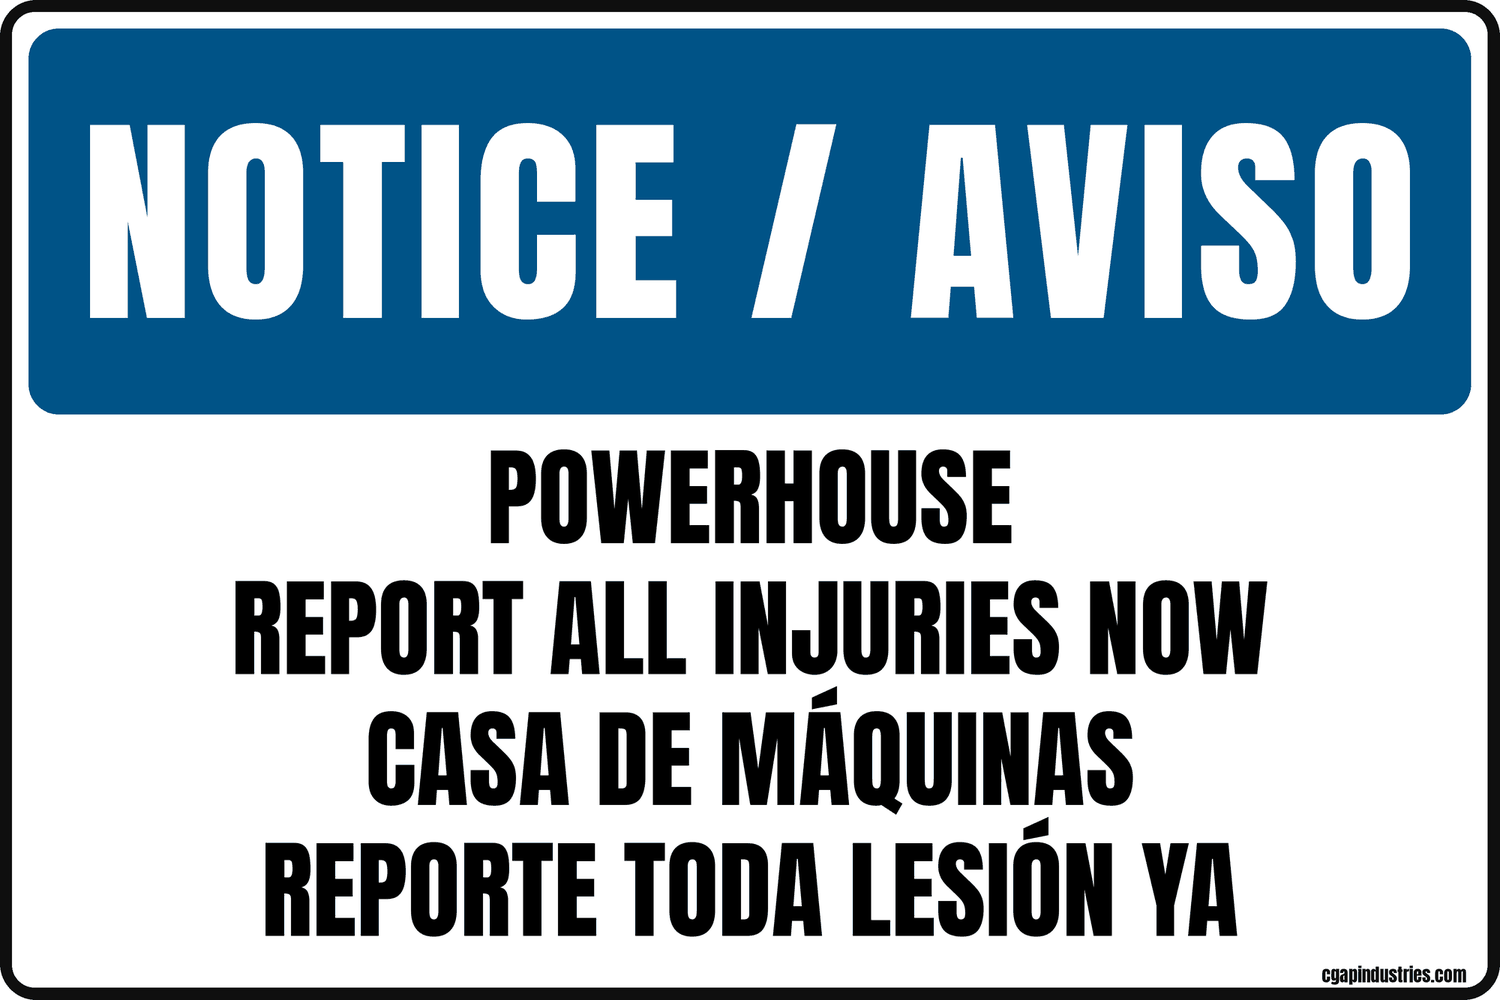 NOTICE / AVISO
POWERHOUSE
REPORT ALL INJURIES NOW
CASA DE MÁQUINAS
REPORTE TODA LESIÓN YA
cgapindustries.com